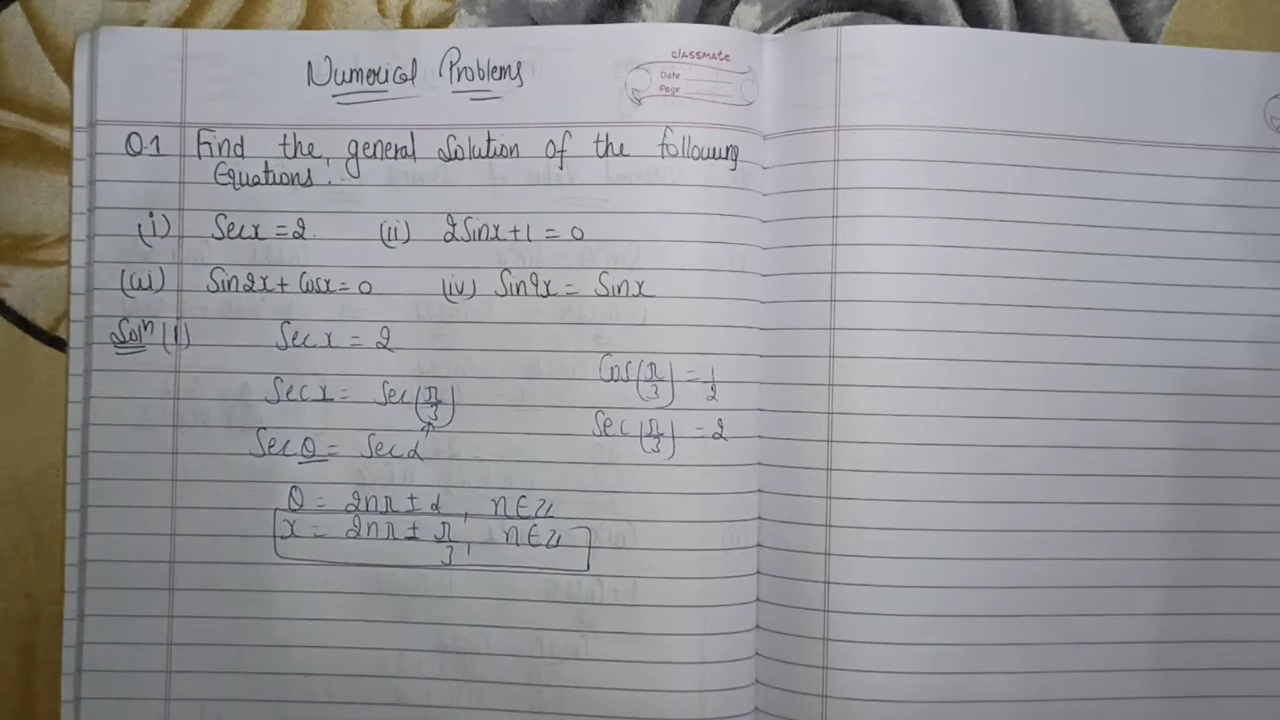 Numerical Problems
CLASSMATE
Date
Page
Q.1 Find the general Solution of the following
Equations.
(i) Secx = 2. (ii) 2Sinx + 1 = 0
(iii) Sin2x + Cosx = 0 (iv) Sin9x = Sinx
Solⁿ (1) Secx = 2
Cos(π/3) = 1/2
Secx = Sec(π/3)
Sec(π/3) = 2
Secθ = Secα
θ = 2nπ ± α, n∈Z
x = 2nπ ± π/3, n∈Z